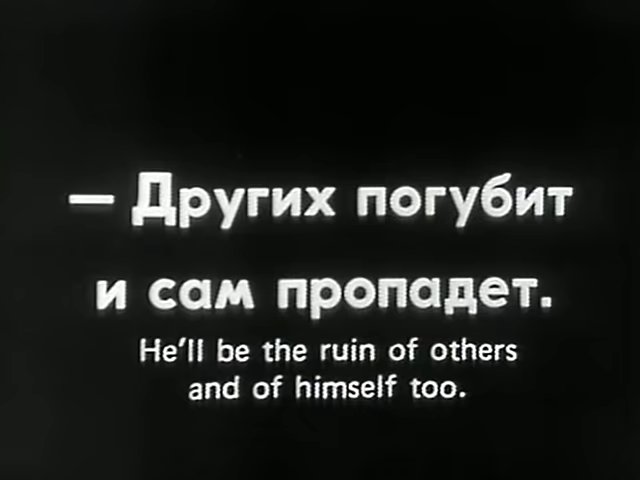 — Других погубит
и сам пропадет.
He'll be the ruin of others
and of himself too.